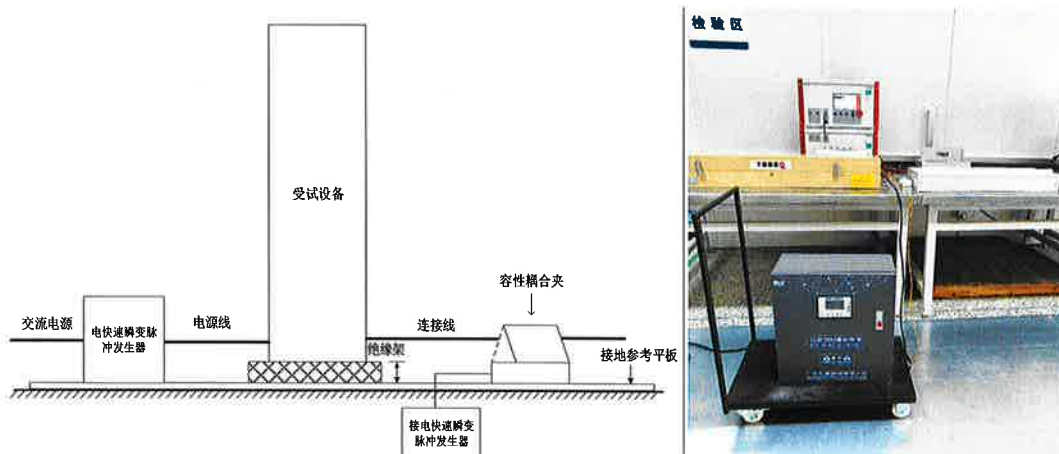 受试设备
容性耦合夹
交流电源
电快速瞬变脉
冲发生器
电源线
连接线
绝缘架
接地参考平板
接电快速瞬变
脉冲发生器
检验区